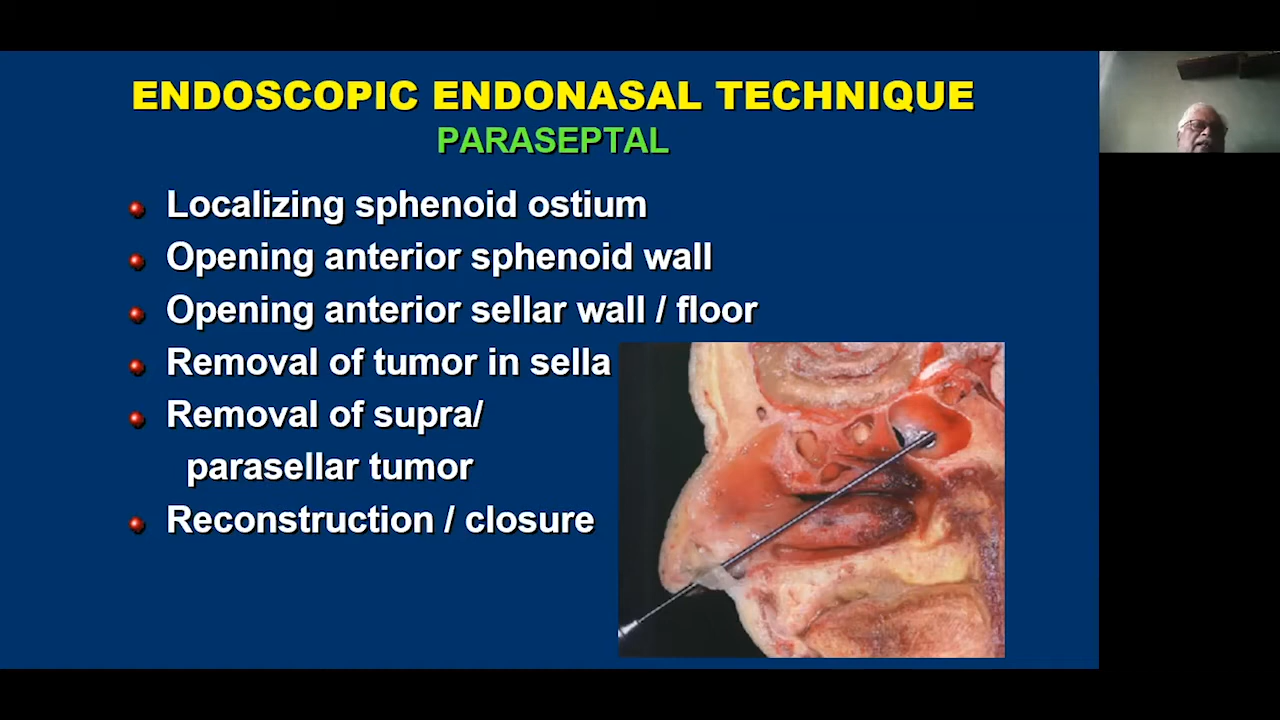 ENDOSCOPIC ENDONASAL TECHNIQUE
PARASEPTAL
Localizing sphenoid ostium
Opening anterior sphenoid wall
Opening anterior sellar wall / floor
Removal of tumor in sella
Removal of supra/
parasellar tumor
Reconstruction / closure